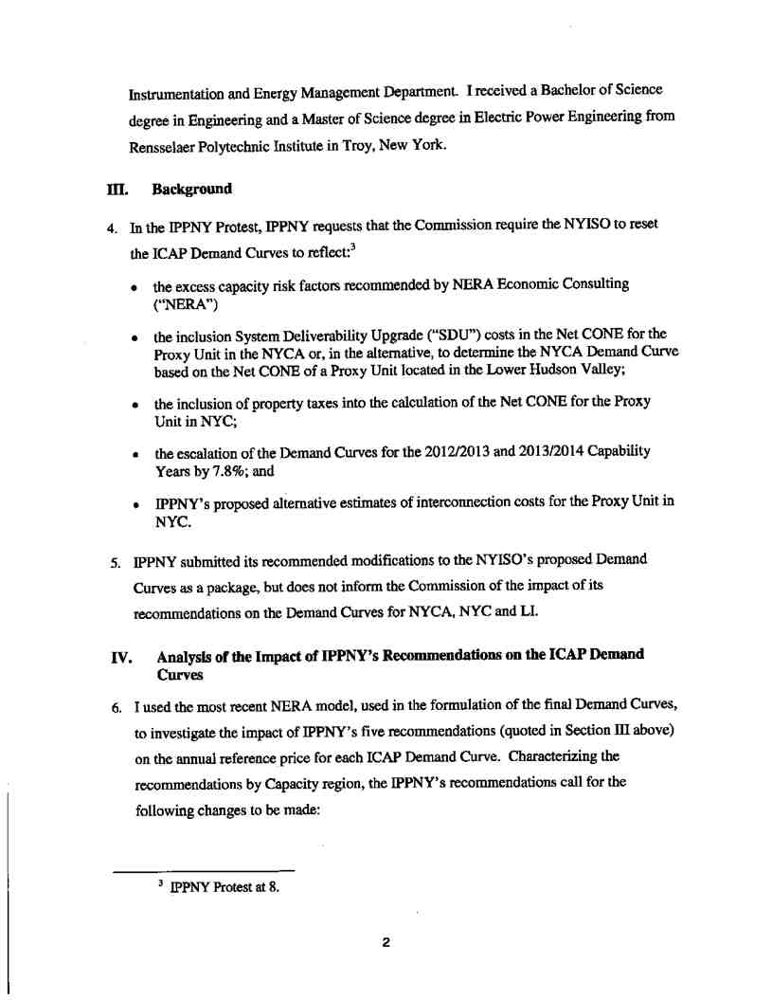 Instrumentation and Energy Management Department. I received a Bachelor of Science
degree in Engineering and a Master of Science degree in Electric Power Engineering from
Rensselaer Polytechnic Institute in Troy, New York.
III. Background
4. In the IPPNY Protest, IPPNY requests that the Commission require the NYISO to reset
the ICAP Demand Curves to reflect:³
• the excess capacity risk factors recommended by NERA Economic Consulting
("NERA")
• the inclusion System Deliverability Upgrade ("SDU") costs in the Net CONE for the
Proxy Unit in the NYCA or, in the alternative, to determine the NYCA Demand Curve
based on the Net CONE of a Proxy Unit located in the Lower Hudson Valley;
• the inclusion of property taxes into the calculation of the Net CONE for the Proxy
Unit in NYC;
• the escalation of the Demand Curves for the 2012/2013 and 2013/2014 Capability
Years by 7.8%; and
• IPPNY's proposed alternative estimates of interconnection costs for the Proxy Unit in
NYC.
5. IPPNY submitted its recommended modifications to the NYISO's proposed Demand
Curves as a package, but does not inform the Commission of the impact of its
recommendations on the Demand Curves for NYCA, NYC and LI.
IV. Analysis of the Impact of IPPNY's Recommendations on the ICAP Demand
Curves
6. I used the most recent NERA model, used in the formulation of the final Demand Curves,
to investigate the impact of IPPNY's five recommendations (quoted in Section III above)
on the annual reference price for each ICAP Demand Curve. Characterizing the
recommendations by Capacity region, the IPPNY's recommendations call for the
following changes to be made:
³ IPPNY Protest at 8.
2